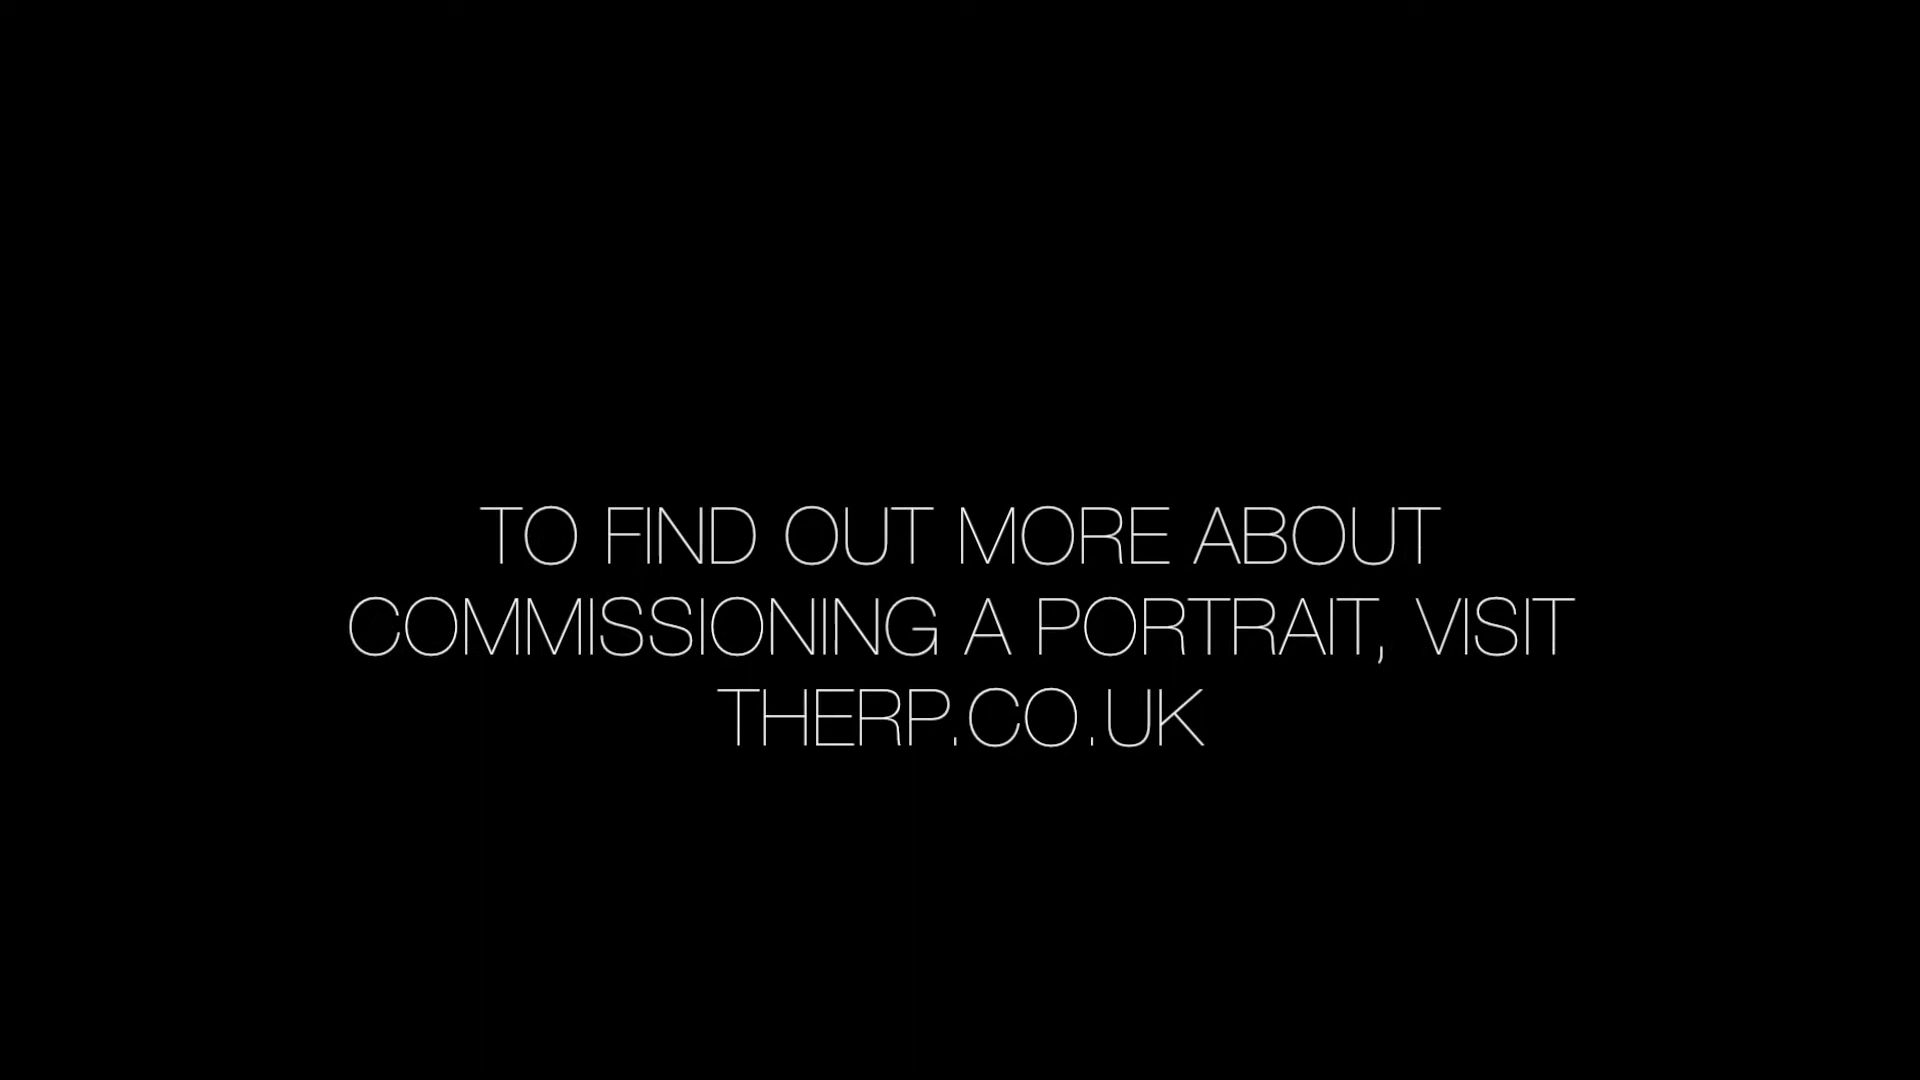 TO FIND OUT MORE ABOUT
COMMISSIONING A PORTRAIT, VISIT
THERP.CO.UK